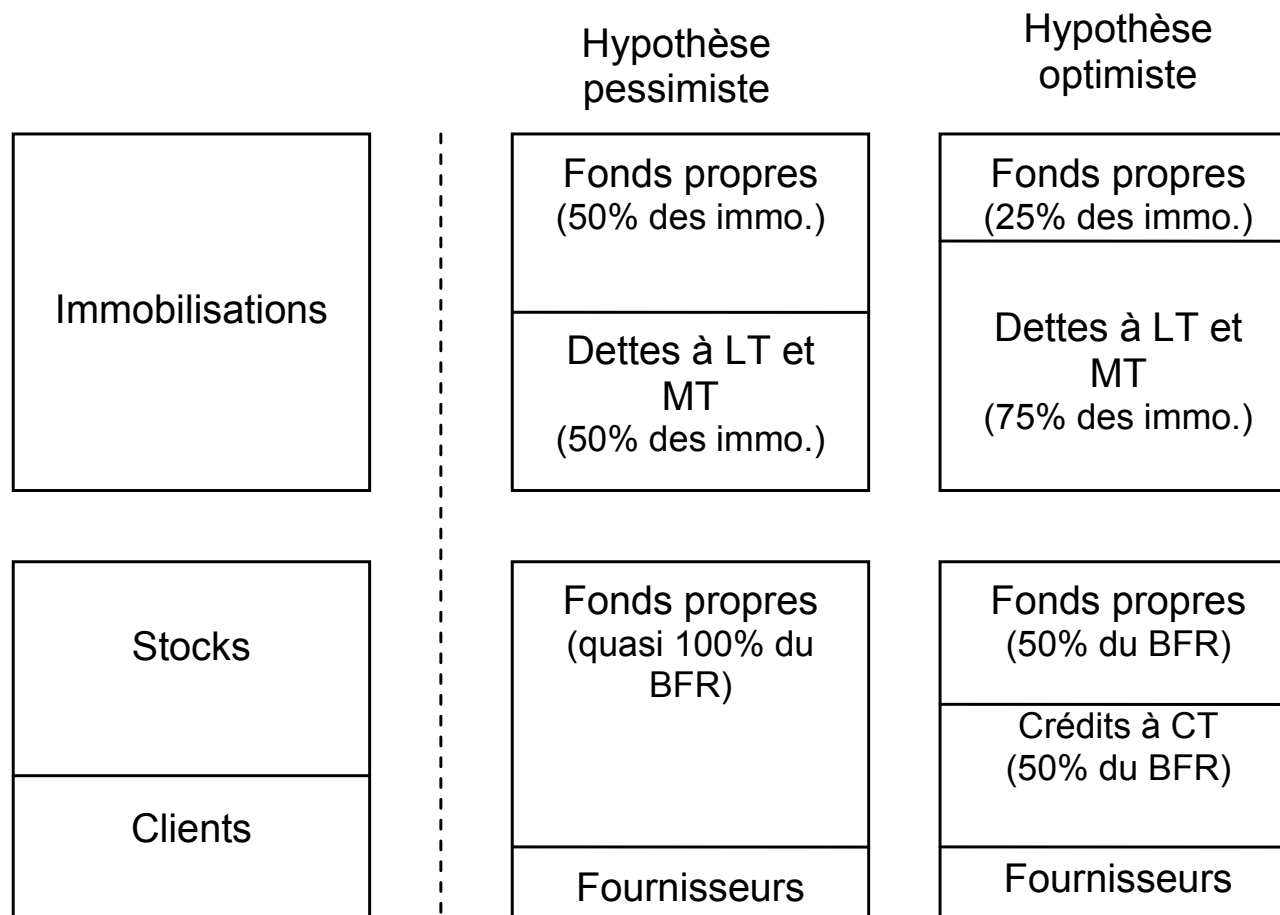 Hypothèse
pessimiste
Hypothèse
optimiste
Immobilisations
Fonds propres
(50% des immo.)
Dettes à LT et
MT
(50% des immo.)
Fonds propres
(25% des immo.)
Dettes à LT et
MT
(75% des immo.)
Stocks
Clients
Fonds propres
(quasi 100% du
BFR)
Fournisseurs
Fonds propres
(50% du BFR)
Crédits à CT
(50% du BFR)
Fournisseurs